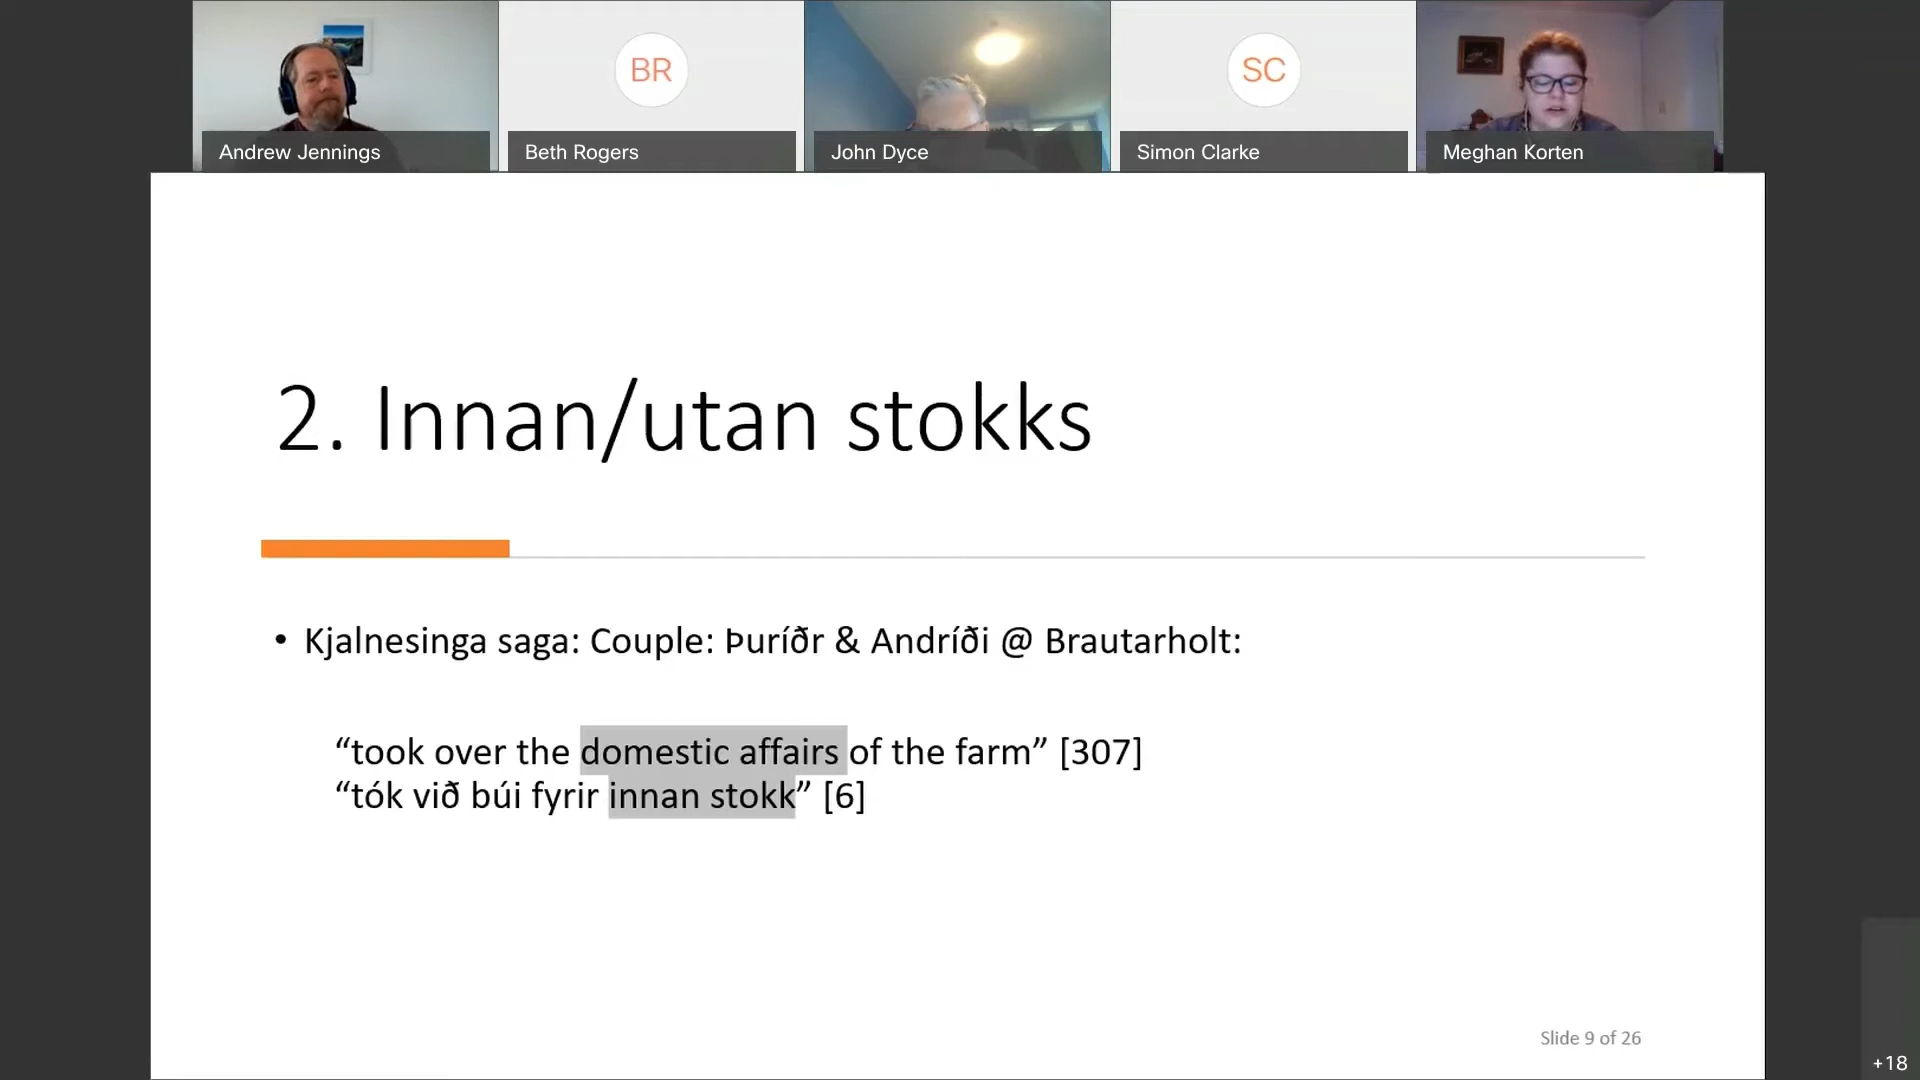 BR
SC
Andrew Jennings
Beth Rogers
John Dyce
Simon Clarke
Meghan Korten
2. Innan/utan stokks
• Kjalnesinga saga: Couple: Þuríðr & Andríði @ Brautarholt:
“took over the domestic affairs of the farm” [307]
“tók við búi fyrir innan stokk” [6]
Slide 9 of 26
+18